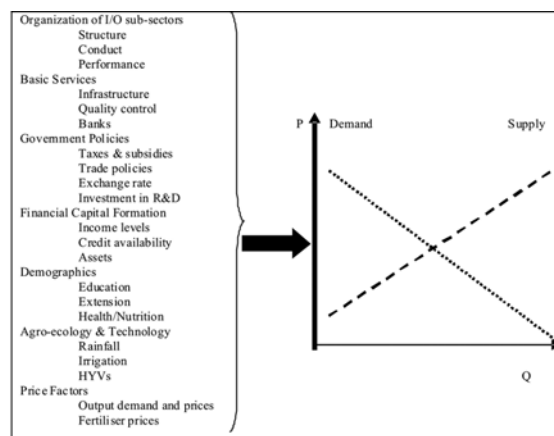 Organization of I/O sub-sectors
Structure
Conduct
Performance
Basic Services
Infrastructure
Quality control
Banks
Government Policies
Taxes & subsidies
Trade policies
Exchange rate
Investment in R&D
Financial Capital Formation
Income levels
Credit availability
Assets
Demographics
Education
Extension
Health/Nutrition
Agro-ecology & Technology
Rainfall
Irrigation
HYVs
Price Factors
Output demand and prices
Fertiliser prices
P Demand Supply
Q